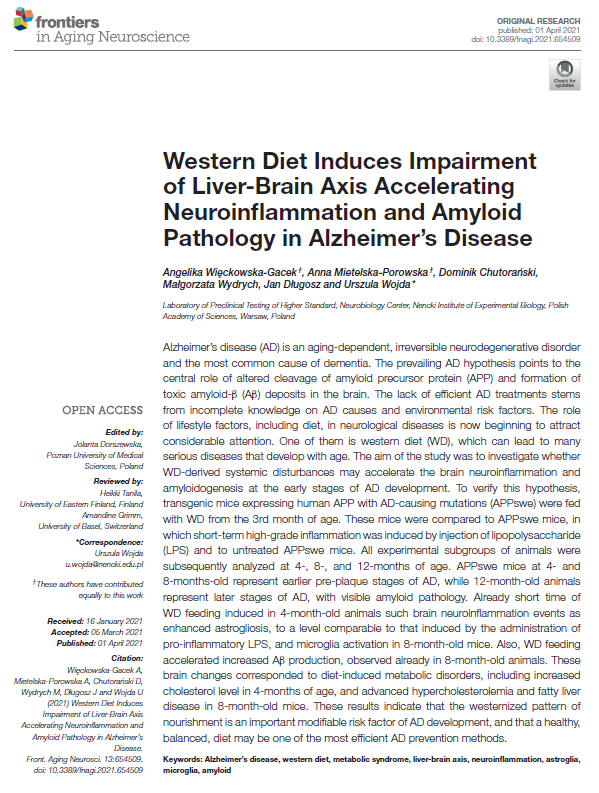 frontiers
in Aging Neuroscience
ORIGINAL RESEARCH
published: 01 April 2021
doi: 10.3389/fnagi.2021.654509
Check for
updates
Western Diet Induces Impairment
of Liver-Brain Axis Accelerating
Neuroinflammation and Amyloid
Pathology in Alzheimer's Disease
Angelika Więckowska-Gacek†, Anna Mietelska-Porowska†, Dominik Chutorański,
Małgorzata Wydrych, Jan Długosz and Urszula Wojda*
Laboratory of Preclinical Testing of Higher Standard, Neurobiology Center, Nencki Institute of Experimental Biology, Polish
Academy of Sciences, Warsaw, Poland
Alzheimer's disease (AD) is an aging-dependent, irreversible neurodegenerative disorder
and the most common cause of dementia. The prevailing AD hypothesis points to the
central role of altered cleavage of amyloid precursor protein (APP) and formation of
toxic amyloid-β (Aβ) deposits in the brain. The lack of efficient AD treatments stems
from incomplete knowledge on AD causes and environmental risk factors. The role
of lifestyle factors, including diet, in neurological diseases is now beginning to attract
considerable attention. One of them is western diet (WD), which can lead to many
serious diseases that develop with age. The aim of the study was to investigate whether
WD-derived systemic disturbances may accelerate the brain neuroinflammation and
amyloidogenesis at the early stages of AD development. To verify this hypothesis,
transgenic mice expressing human APP with AD-causing mutations (APPswe) were fed
with WD from the 3rd month of age. These mice were compared to APPswe mice, in
which short-term high-grade inflammation was induced by injection of lipopolysaccharide
(LPS) and to untreated APPswe mice. All experimental subgroups of animals were
subsequently analyzed at 4-, 8-, and 12-months of age. APPswe mice at 4- and
8-months-old represent earlier pre-plaque stages of AD, while 12-month-old animals
represent later stages of AD, with visible amyloid pathology. Already short time of
WD feeding induced in 4-month-old animals such brain neuroinflammation events as
enhanced astrogliosis, to a level comparable to that induced by the administration of
pro-inflammatory LPS, and microglia activation in 8-month-old mice. Also, WD feeding
accelerated increased Aβ production, observed already in 8-month-old animals. These
brain changes corresponded to diet-induced metabolic disorders, including increased
cholesterol level in 4-months of age, and advanced hypercholesterolemia and fatty liver
disease in 8-month-old mice. These results indicate that the westernized pattern of
nourishment is an important modifiable risk factor of AD development, and that a healthy,
balanced, diet may be one of the most efficient AD prevention methods.
Keywords: Alzheimer's disease, western diet, metabolic syndrome, liver-brain axis, neuroinflammation, astroglia,
microglia, amyloid
OPEN ACCESS
Edited by:
Jolanta Dorszewska,
Poznan University of Medical
Sciences, Poland
Reviewed by:
Heikki Tanila,
University of Eastern Finland, Finland
Amandine Grimm,
University of Basel, Switzerland
*Correspondence:
Urszula Wojda
u.wojda@nencki.edu.pl
†These authors have contributed
equally to this work
Received: 16 January 2021
Accepted: 05 March 2021
Published: 01 April 2021
Citation:
Więckowska-Gacek A,
Mietelska-Porowska A, Chutorański D,
Wydrych M, Długosz J and Wojda U
(2021) Western Diet Induces
Impairment of Liver-Brain Axis
Accelerating Neuroinflammation and
Amyloid Pathology in Alzheimer's
Disease.
Front. Aging Neurosci. 13:654509.
doi: 10.3389/fnagi.2021.654509